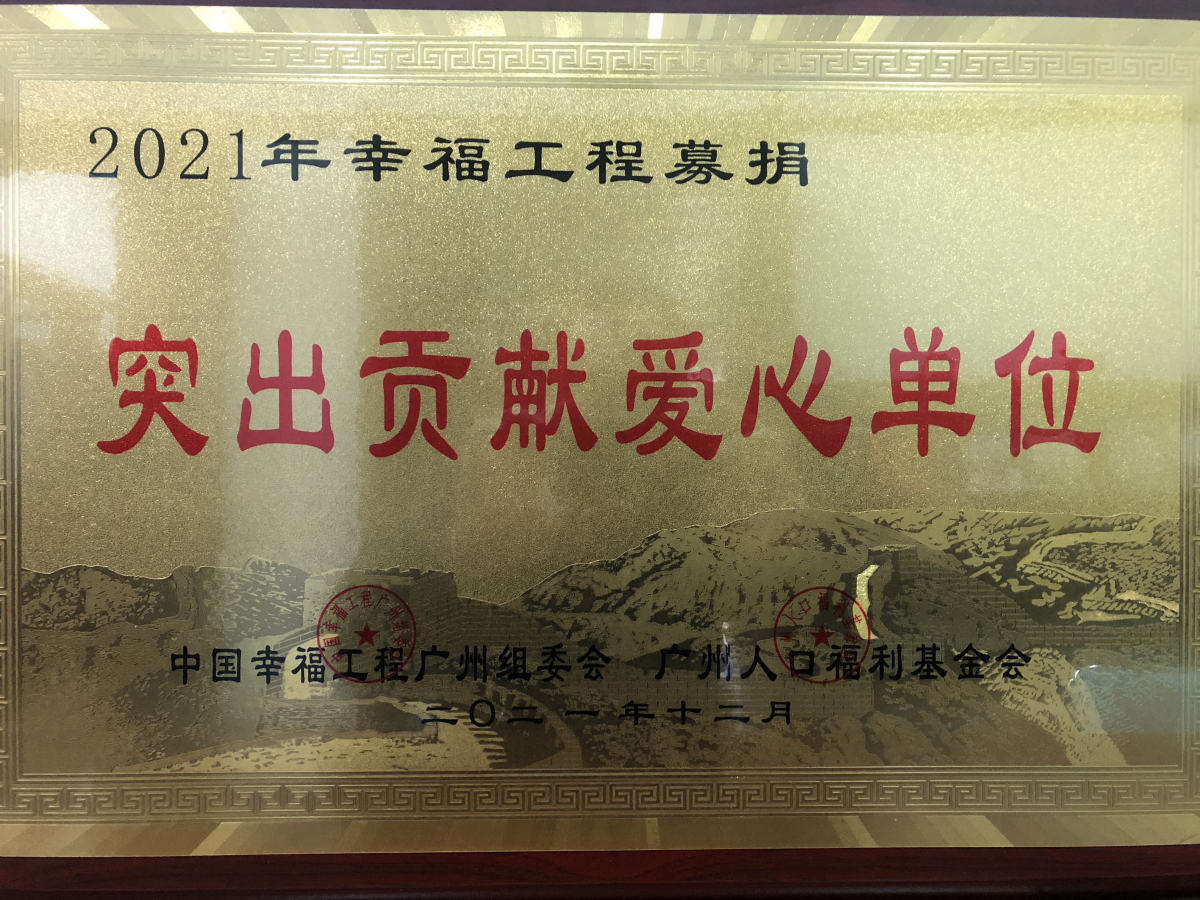 2021年幸福工程募捐
突出贡献爱心单位
中国幸福工程广州组委会 广州人口福利基金会
二〇二一年十二月